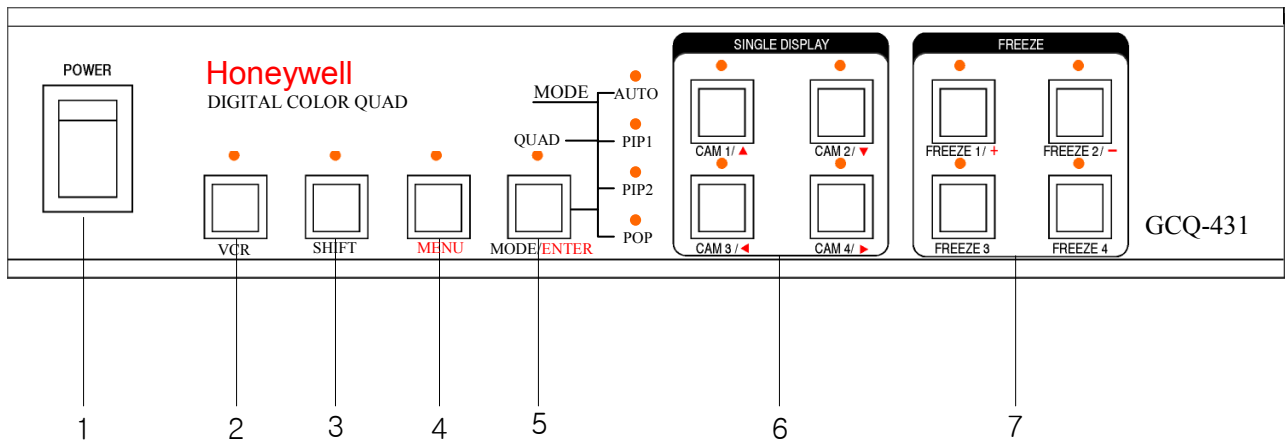 POWER
Honeywell
DIGITAL COLOR QUAD
MODE
AUTO
QUAD
PIP1
PIP2
POP
VCR
SHIFT
MENU
MODE/ENTER
SINGLE DISPLAY
CAM 1/ ▲
CAM 2/ ▼
CAM 3 / ◀
CAM 4/ ▶
FREEZE
FREEZE 1/ +
FREEZE 2/ −
FREEZE 3
FREEZE 4
GCQ-431
1 2 3 4 5 6 7